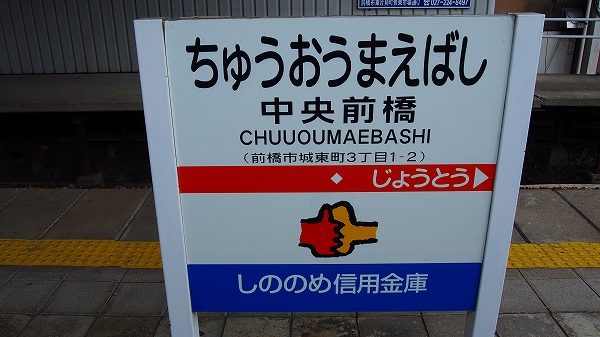 ちゅうおうまえばし
中央前橋
CHUUOUMAEBASHI
(前橋市城東町3丁目1-2)
じょうとう
しののめ信用金庫